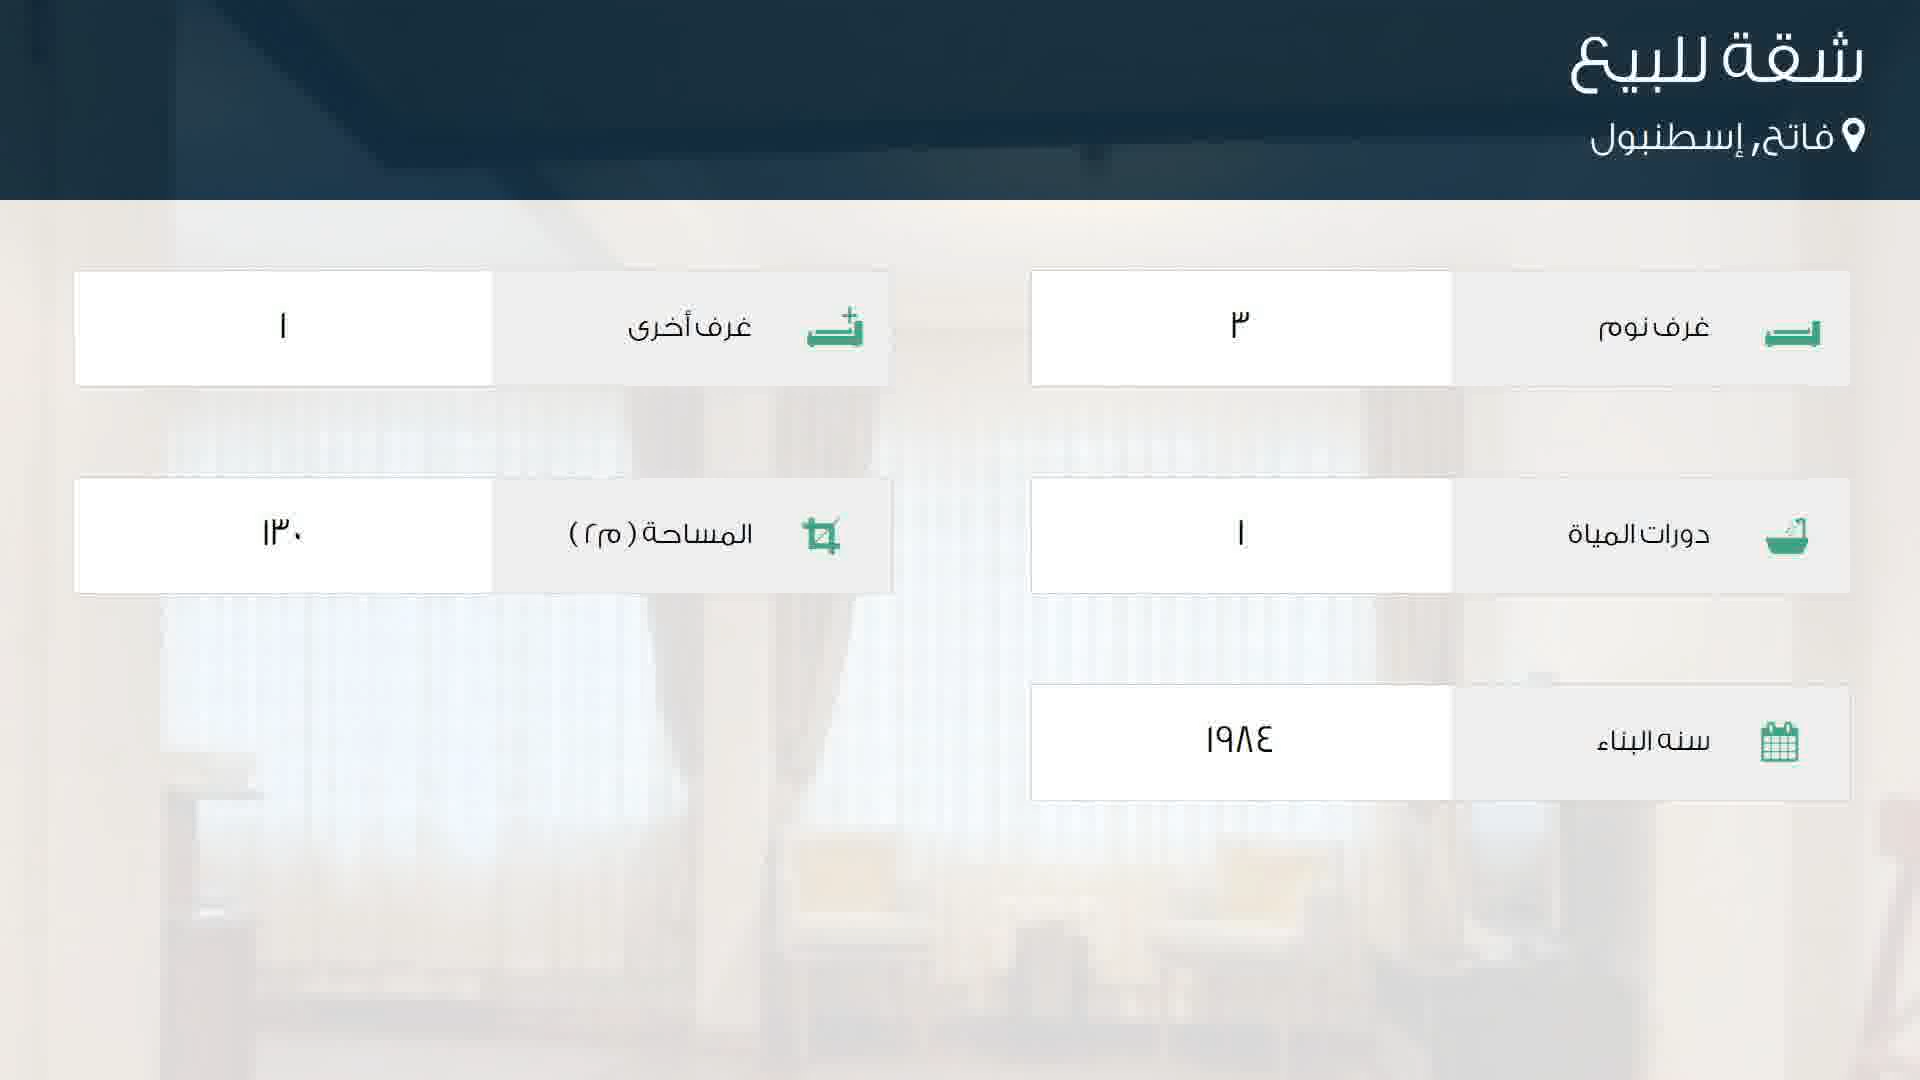 شقة للبيع
فاتح, إسطنبول
غرف نوم ٣
غرف أخرى ١
دورات المياة ١
المساحة (م٢) ١٣٠
سنه البناء ١٩٨٤